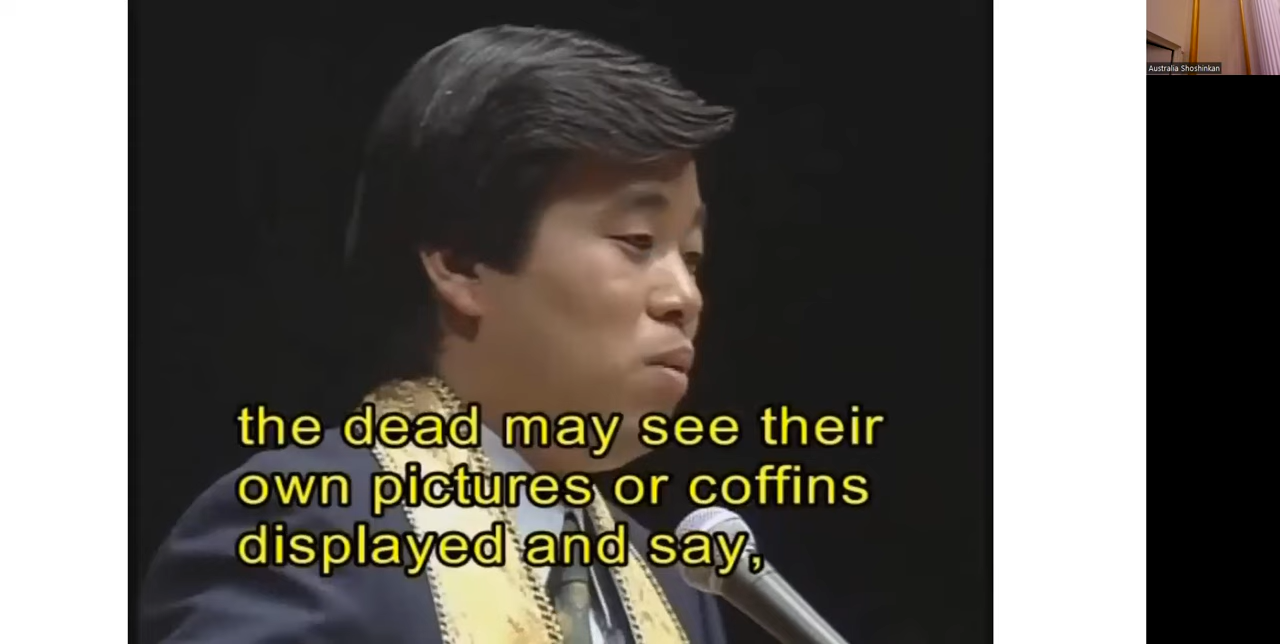 the dead may see their
own pictures or coffins
displayed and say,
Australia Shoshinkan